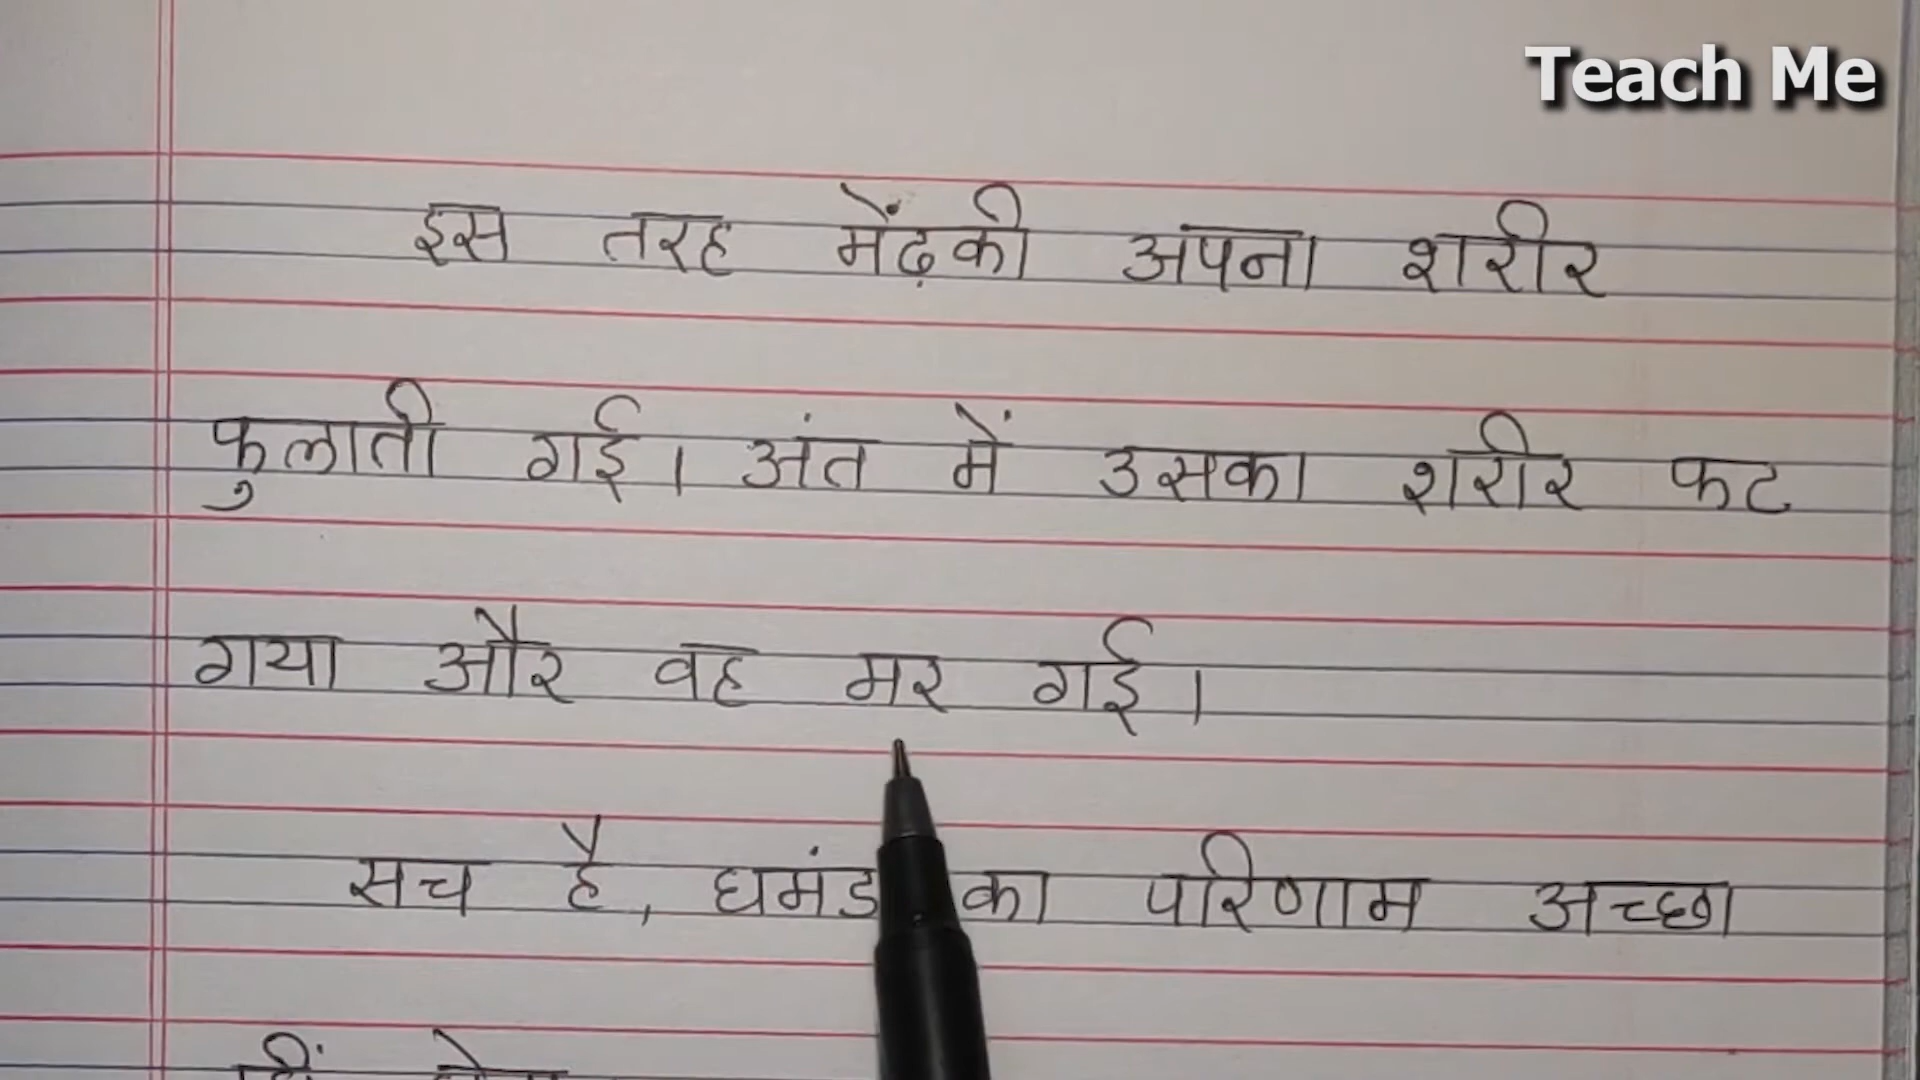 Teach Me
इस तरह मेंढ़की अपना शरीर
फुलाती गई। अंत में उसका शरीर फट
गया और वह मर गई।
सच है, घमंड का परिणाम अच्छा